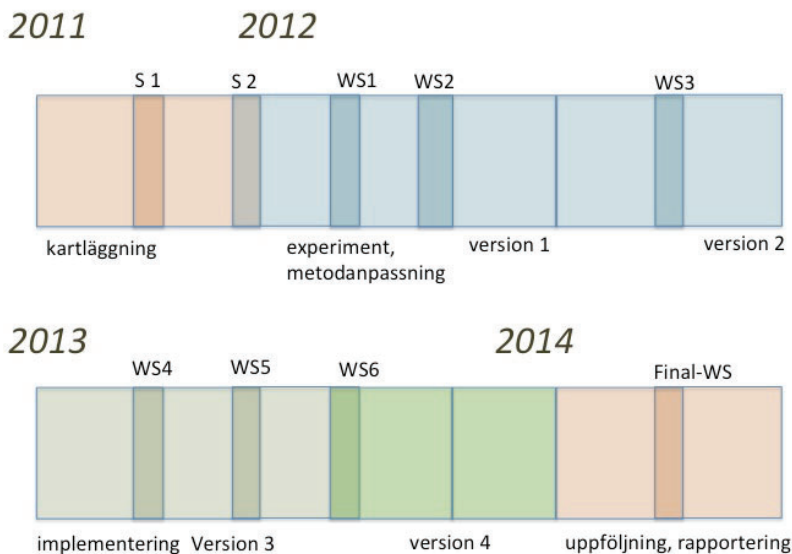 2011 2012
S 1 S 2 WS1 WS2 WS3
kartläggning experiment, version 1 version 2
metodanpassning
2013 2014
WS4 WS5 WS6 Final-WS
implementering Version 3 version 4 uppföljning, rapportering